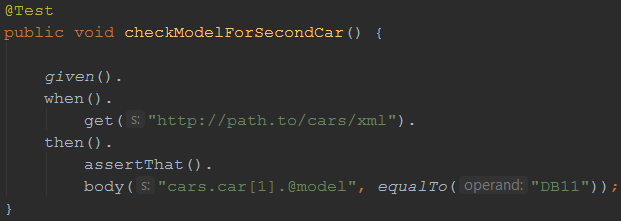 @Test
public void checkModelForSecondCar() {
given().
when().
get( s: "http://path.to/cars/xml").
then().
assertThat().
body( s: "cars.car[1].@model", equalTo( operand: "DB11"));
}